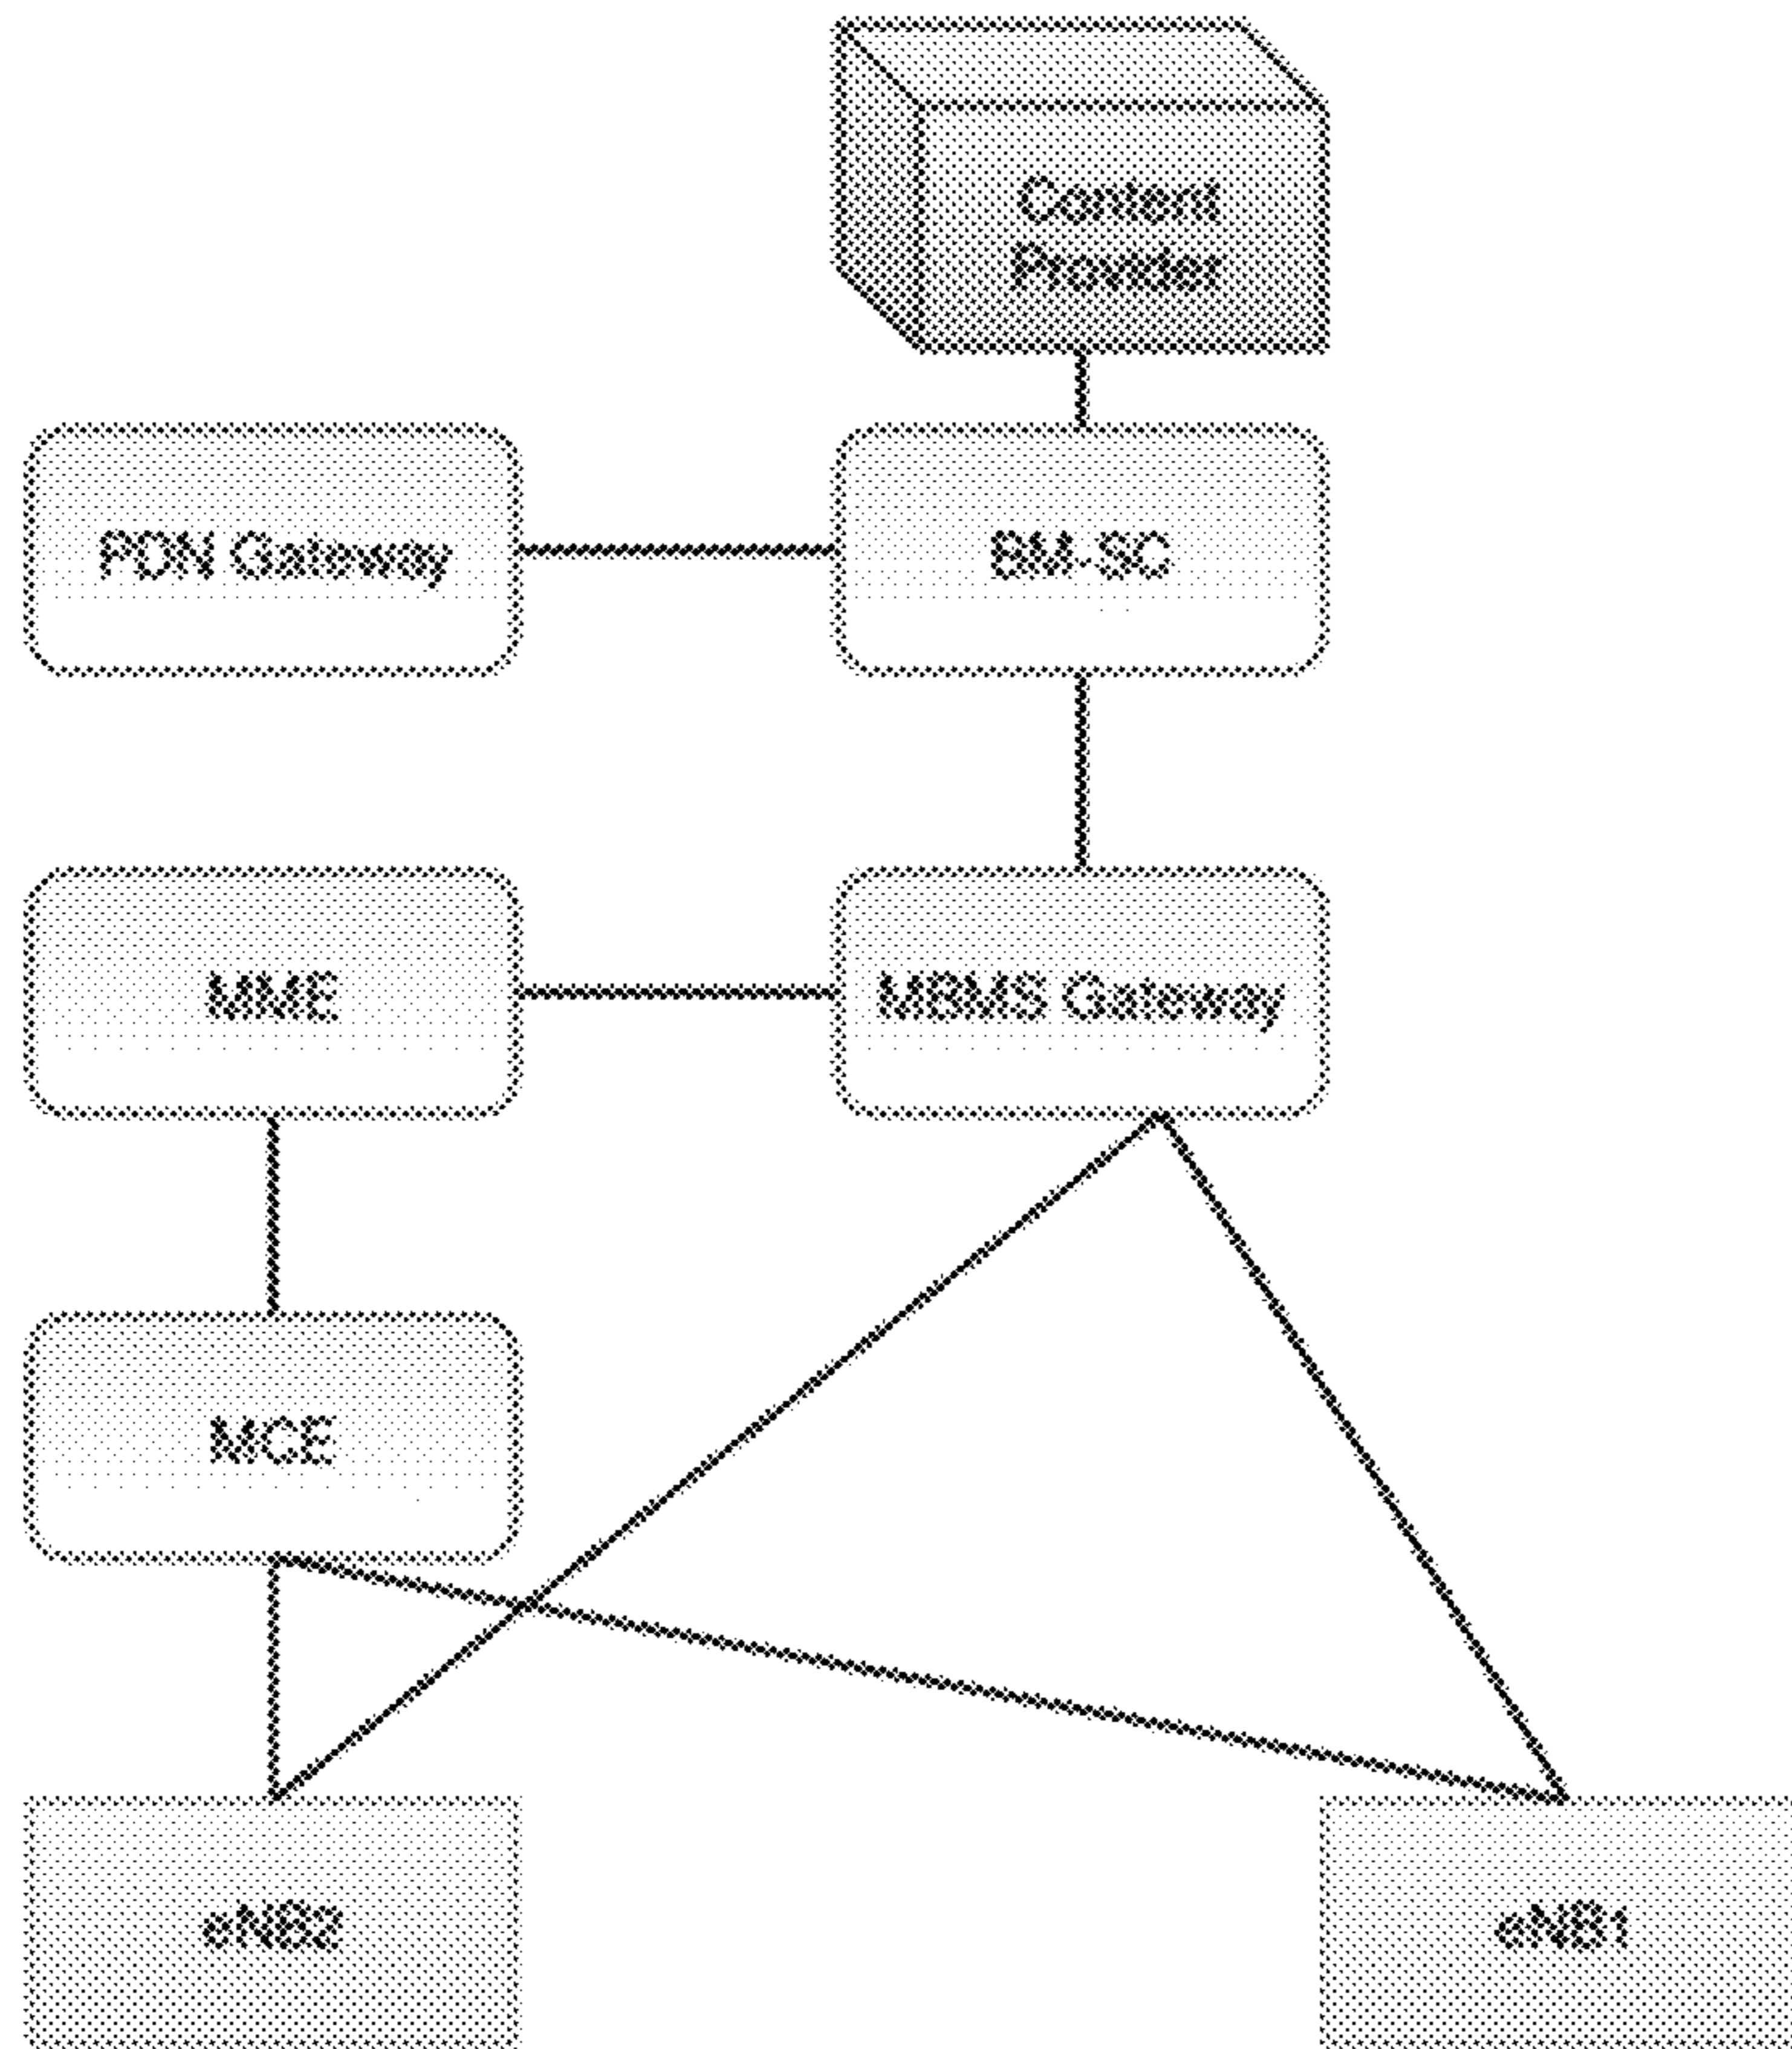 Content
Provider
PDN Gateway
BM-SC
MME
MBMS Gateway
MCE
eNB2
eNB1